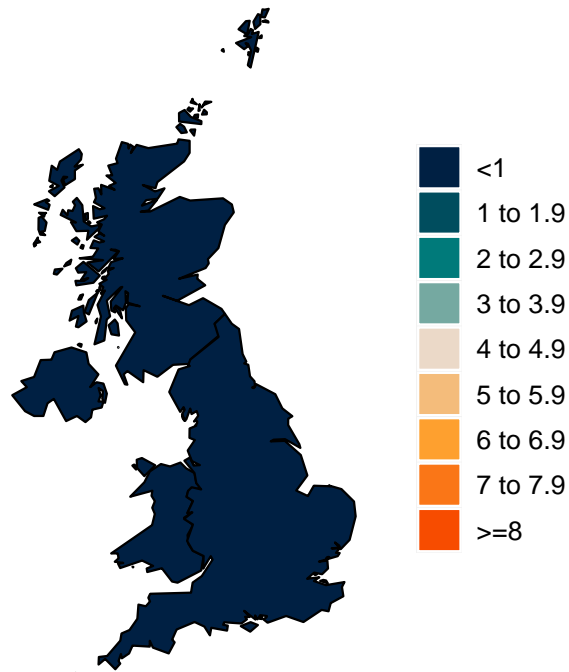 <1
1 to 1.9
2 to 2.9
3 to 3.9
4 to 4.9
5 to 5.9
6 to 6.9
7 to 7.9
>=8